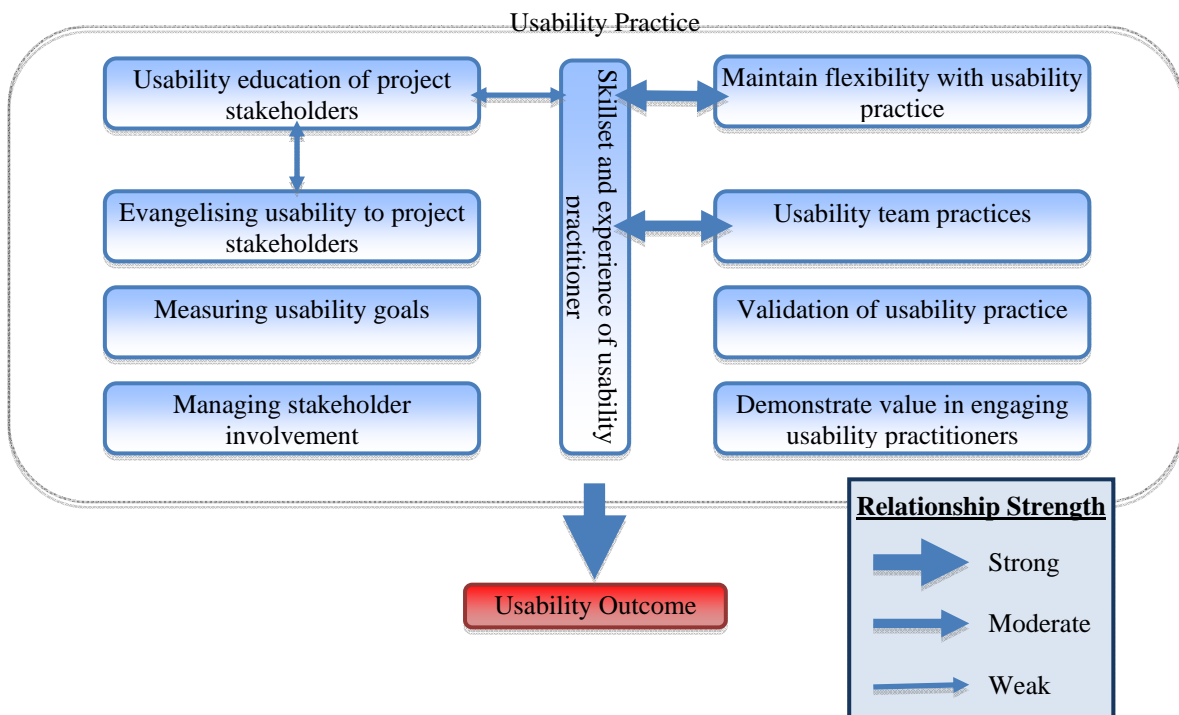 Usability Practice
Usability education of project
stakeholders
Evangelising usability to project
stakeholders
Measuring usability goals
Managing stakeholder
involvement
Skillset and experience of usability
practitioner
Maintain flexibility with usability
practice
Usability team practices
Validation of usability practice
Demonstrate value in engaging
usability practitioners
Usability Outcome
Relationship Strength
Strong
Moderate
Weak